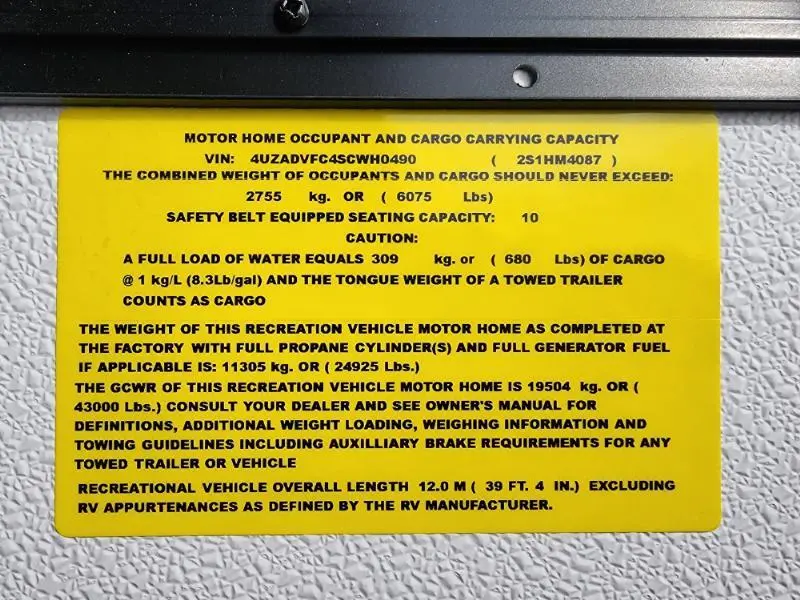 MOTOR HOME OCCUPANT AND CARGO CARRYING CAPACITY
VIN: 4UZADVFC4SCWH0490 ( 2S1HM4087 )
THE COMBINED WEIGHT OF OCCUPANTS AND CARGO SHOULD NEVER EXCEED:
2755 kg. OR ( 6075 Lbs)
SAFETY BELT EQUIPPED SEATING CAPACITY: 10
CAUTION:
A FULL LOAD OF WATER EQUALS 309 kg. or ( 680 Lbs) OF CARGO
@ 1 kg/L (8.3Lb/gal) AND THE TONGUE WEIGHT OF A TOWED TRAILER
COUNTS AS CARGO
THE WEIGHT OF THIS RECREATION VEHICLE MOTOR HOME AS COMPLETED AT
THE FACTORY WITH FULL PROPANE CYLINDER(S) AND FULL GENERATOR FUEL
IF APPLICABLE IS: 11305 kg. OR ( 24925 Lbs.)
THE GCWR OF THIS RECREATION VEHICLE MOTOR HOME IS 19504 kg. OR (
43000 Lbs.) CONSULT YOUR DEALER AND SEE OWNER'S MANUAL FOR
DEFINITIONS, ADDITIONAL WEIGHT LOADING, WEIGHING INFORMATION AND
TOWING GUIDELINES INCLUDING AUXILLIARY BRAKE REQUIREMENTS FOR ANY
TOWED TRAILER OR VEHICLE
RECREATIONAL VEHICLE OVERALL LENGTH 12.0 M ( 39 FT. 4 IN.) EXCLUDING
RV APPURTENANCES AS DEFINED BY THE RV MANUFACTURER.